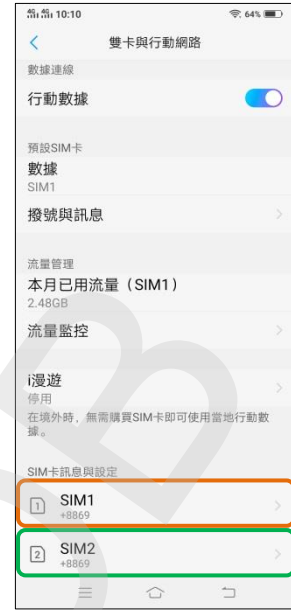 4G 4G 10:10 64%
雙卡與行動網路
數據連線
行動數據
預設SIM卡
數據
SIM1
撥號與訊息
流量管理
本月已用流量（SIM1）
2.48GB
流量監控
i漫遊
停用
在境外時，無需購買SIM卡即可使用當地行動數
據。
SIM卡訊息與設定
1 SIM1
+8869
2 SIM2
+8869